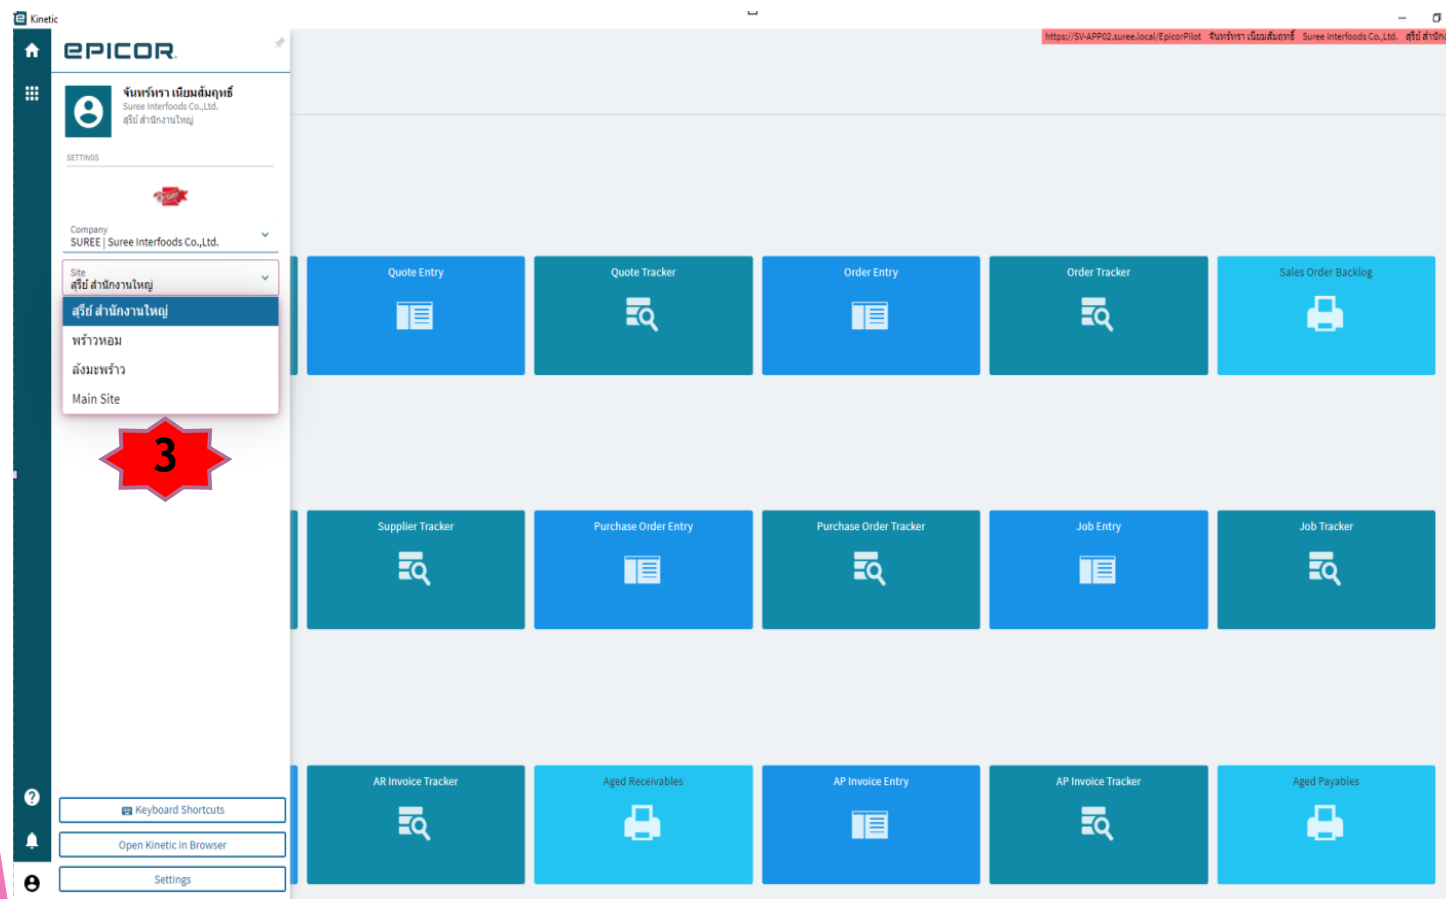 Kinetic
https://SV-APP02.suree.local/EpicorPilot จันทร์ทรา เนียมสัมฤทธิ์ Suree Interfoods Co.,Ltd. สุรีย์
EPICOR
จันทร์ทรา เนียมสัมฤทธิ์
Suree Interfoods Co.,Ltd.
สุรีย์ สำนักงานใหญ่
SETTINGS
Company
SUREE | Suree Interfoods Co.,Ltd.
Site
สุรีย์ สำนักงานใหญ่
สุรีย์ สำนักงานใหญ่
พร้าวหอม
ล้งมะพร้าว
Main Site
3
Quote Entry
Quote Tracker
Order Entry
Order Tracker
Sales Order Backlog
Supplier Tracker
Purchase Order Entry
Purchase Order Tracker
Job Entry
Job Tracker
AR Invoice Tracker
Aged Receivables
AP Invoice Entry
AP Invoice Tracker
Aged Payables
Keyboard Shortcuts
Open Kinetic in Browser
Settings